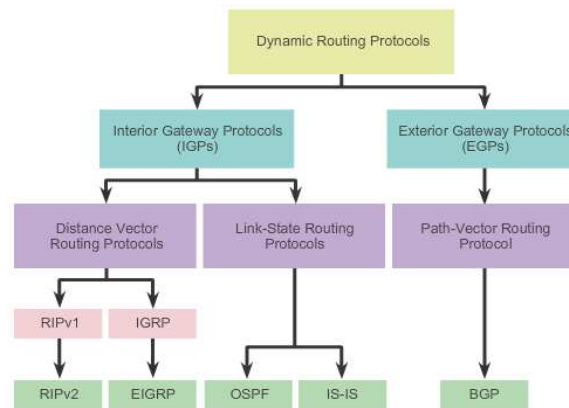 Dynamic Routing Protocols
Interior Gateway Protocols
(IGPs)
Exterior Gateway Protocols
(EGPs)
Distance Vector
Routing Protocols
Link-State Routing
Protocols
Path-Vector Routing
Protocol
RIPv1
IGRP
RIPv2
EIGRP
OSPF
IS-IS
BGP